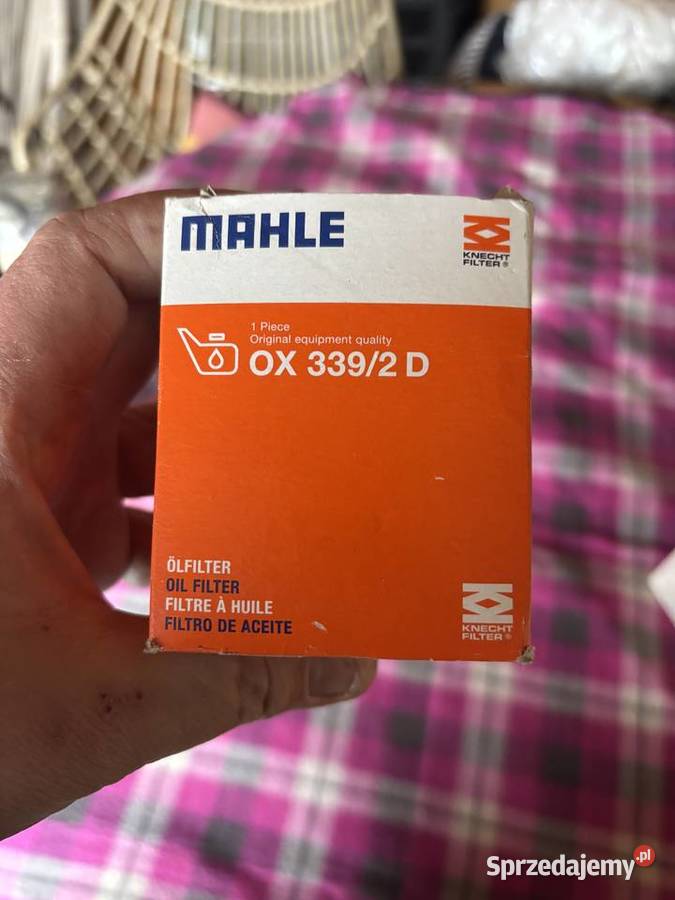 MAHLE
KNECHT
FILTER®
1 Piece
Original equipment quality
OX 339/2 D
ÖLFILTER
OIL FILTER
FILTRE À HUILE
FILTRO DE ACEITE
KNECHT
FILTER®
Sprzedajemy.pl